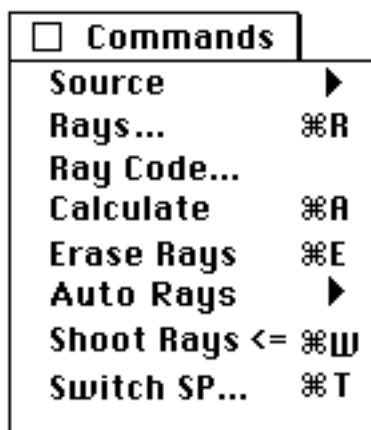 Commands
Source
Rays... ⌘R
Ray Code...
Calculate ⌘A
Erase Rays ⌘E
Auto Rays
Shoot Rays <= ⌘W
Switch SP... ⌘T